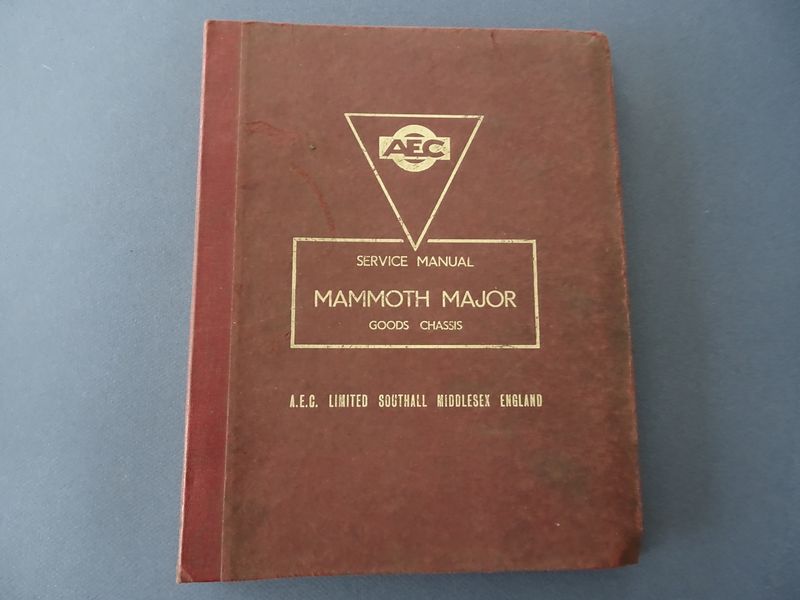 AEC
SERVICE MANUAL
MAMMOTH MAJOR
GOODS CHASSIS
A.E.C. LIMITED SOUTHALL MIDDLESEX ENGLAND